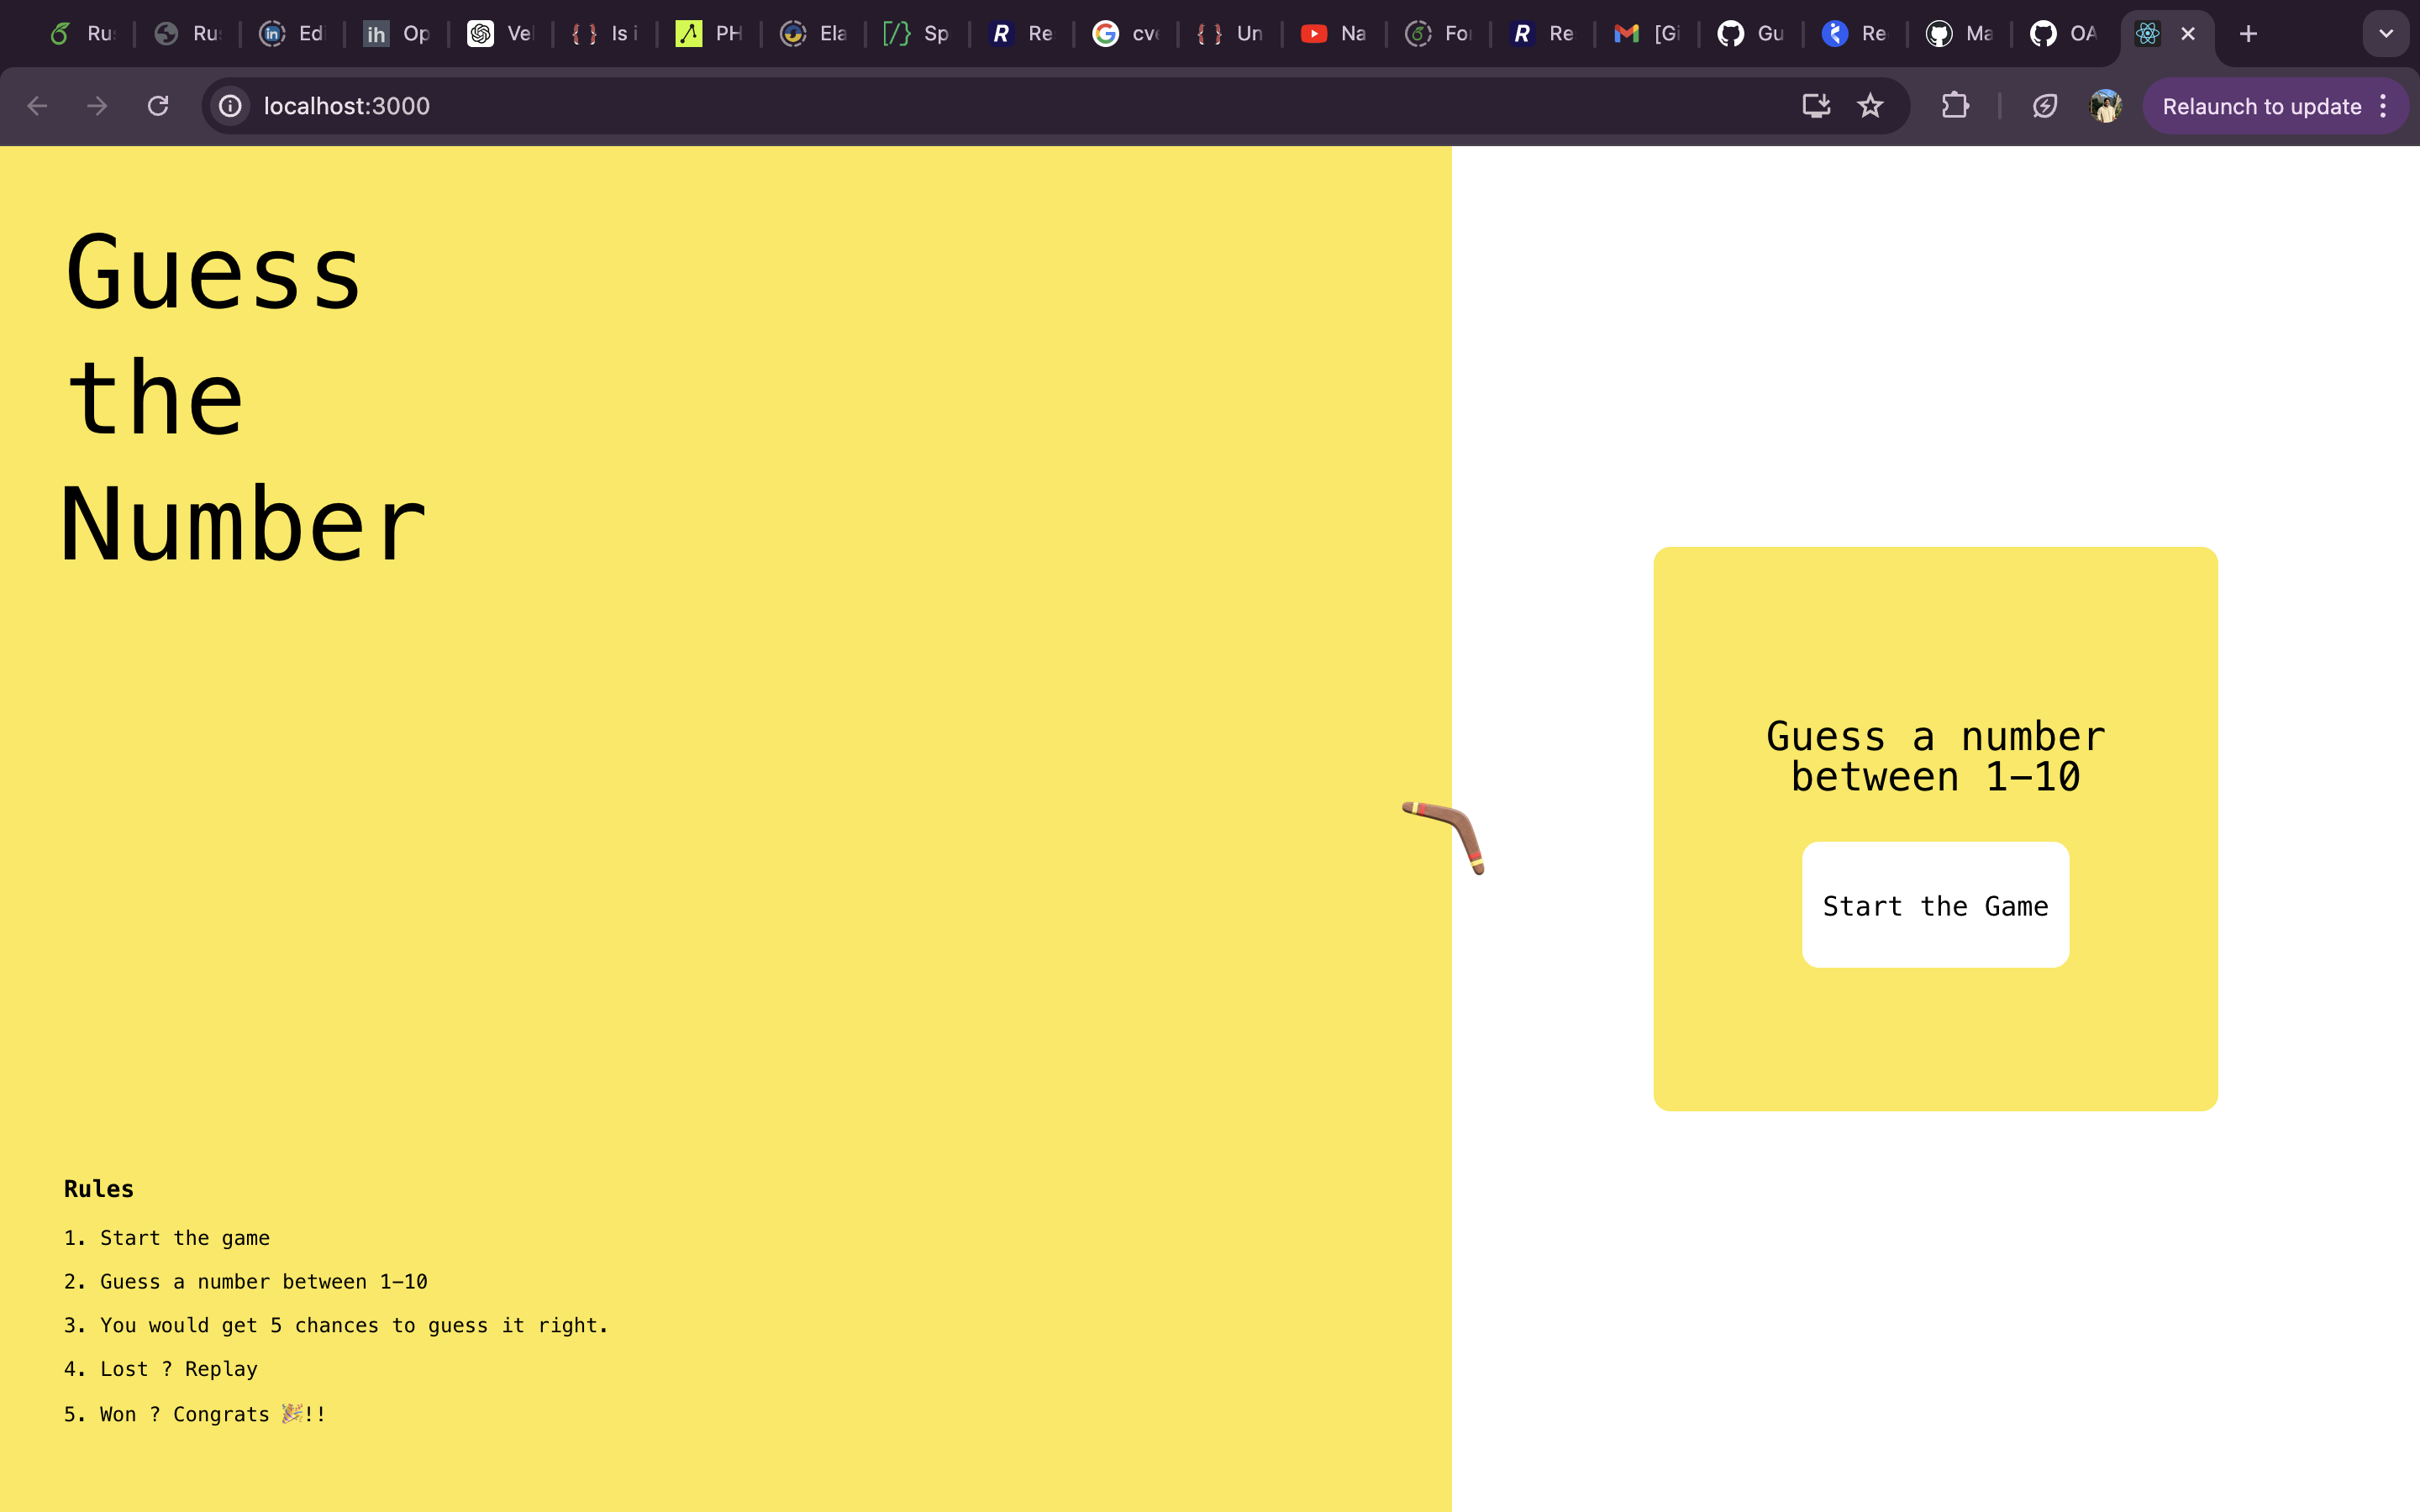 Ru
Ru
Ed
ih
Op
Ve
Is i
PH
Ela
Sp
Re
cv
Un
Na
Fo
Re
[G
Gu
Re
Ma
OA
localhost:3000
Relaunch to update
Guess
the
Number
Guess a number
between 1–10
Start the Game
Rules
1. Start the game
2. Guess a number between 1–10
3. You would get 5 chances to guess it right.
4. Lost ? Replay
5. Won ? Congrats 🎉!!